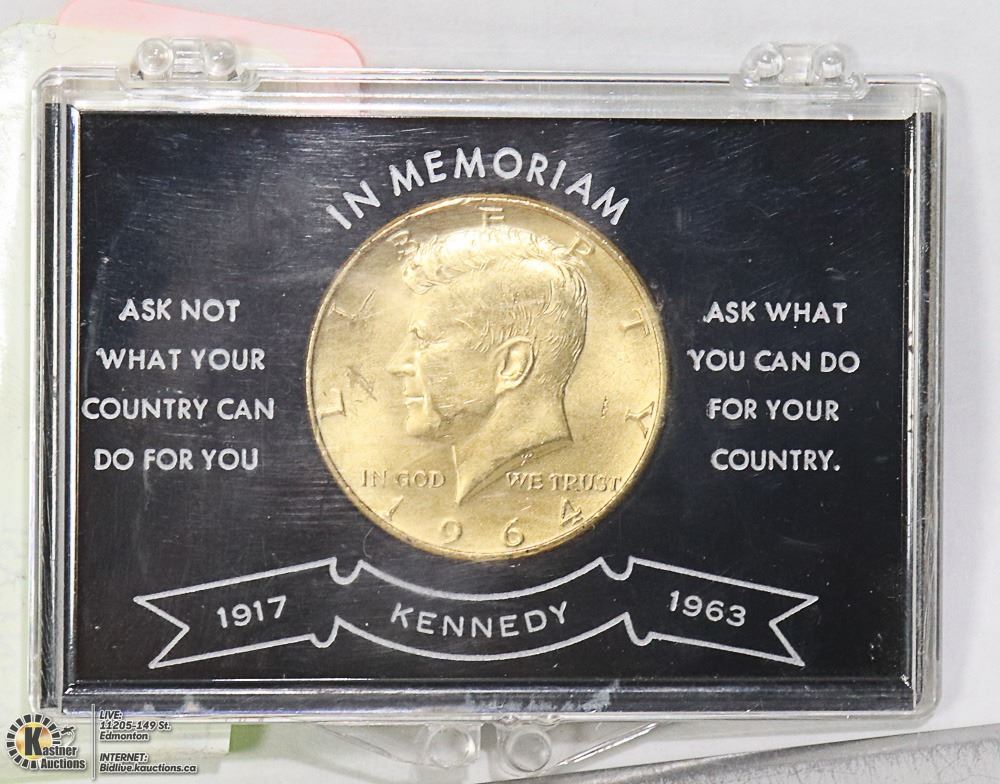 IN MEMORIAM
ASK NOT
WHAT YOUR
COUNTRY CAN
DO FOR YOU
LIBERTY
IN GOD WE TRUST
1964
ASK WHAT
YOU CAN DO
FOR YOUR
COUNTRY.
1917 KENNEDY 1963
Kastner
Auctions
LIVE:
11205-149 St.
Edmonton
INTERNET:
Bidlive.kauctions.ca